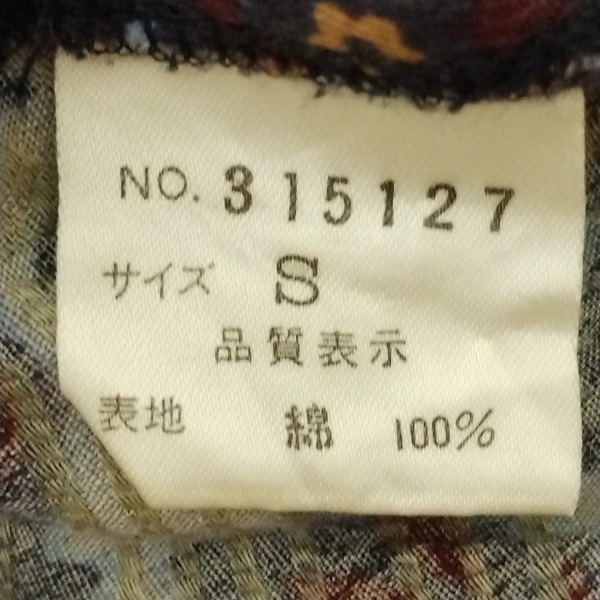 NO. 315127
サイズ S
品質表示
表地 綿 100%